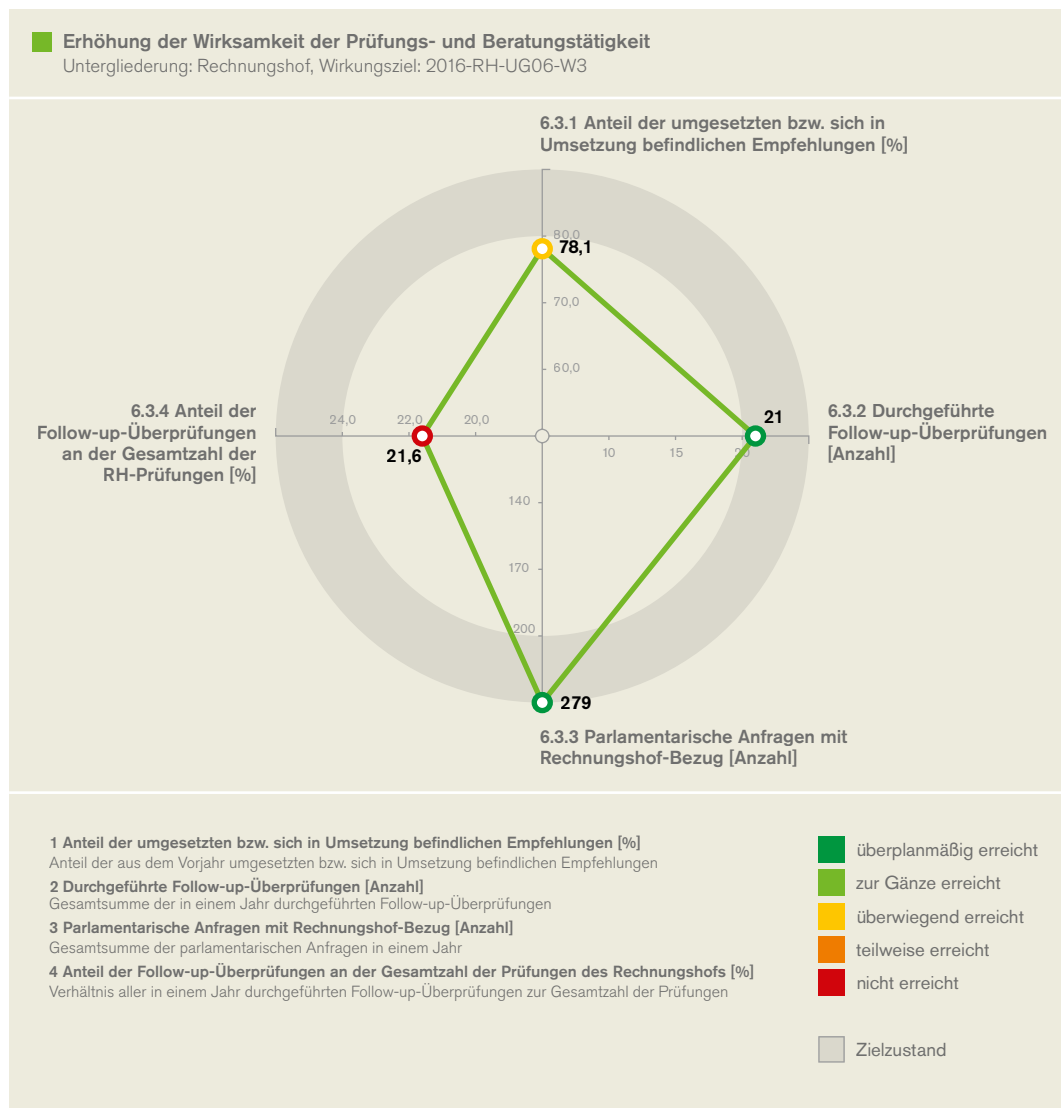 Erhöhung der Wirksamkeit der Prüfungs- und Beratungstätigkeit
Untergliederung: Rechnungshof, Wirkungsziel: 2016-RH-UG06-W3
6.3.1 Anteil der umgesetzten bzw. sich in
Umsetzung befindlichen Empfehlungen [%]
80,0
78,1
70,0
60,0
6.3.4 Anteil der
Follow-up-Überprüfungen
an der Gesamtzahl der
RH-Prüfungen [%]
24,0
22,0
20,0
21,6
10
15
20
21
6.3.2 Durchgeführte
Follow-up-Überprüfungen
[Anzahl]
140
170
200
279
6.3.3 Parlamentarische Anfragen mit
Rechnungshof-Bezug [Anzahl]
1 Anteil der umgesetzten bzw. sich in Umsetzung befindlichen Empfehlungen [%]
Anteil der aus dem Vorjahr umgesetzten bzw. sich in Umsetzung befindlichen Empfehlungen
2 Durchgeführte Follow-up-Überprüfungen [Anzahl]
Gesamtsumme der in einem Jahr durchgeführten Follow-up-Überprüfungen
3 Parlamentarische Anfragen mit Rechnungshof-Bezug [Anzahl]
Gesamtsumme der parlamentarischen Anfragen in einem Jahr
4 Anteil der Follow-up-Überprüfungen an der Gesamtzahl der Prüfungen des Rechnungshofs [%]
Verhältnis aller in einem Jahr durchgeführten Follow-up-Überprüfungen zur Gesamtzahl der Prüfungen
überplanmäßig erreicht
zur Gänze erreicht
überwiegend erreicht
teilweise erreicht
nicht erreicht
Zielzustand